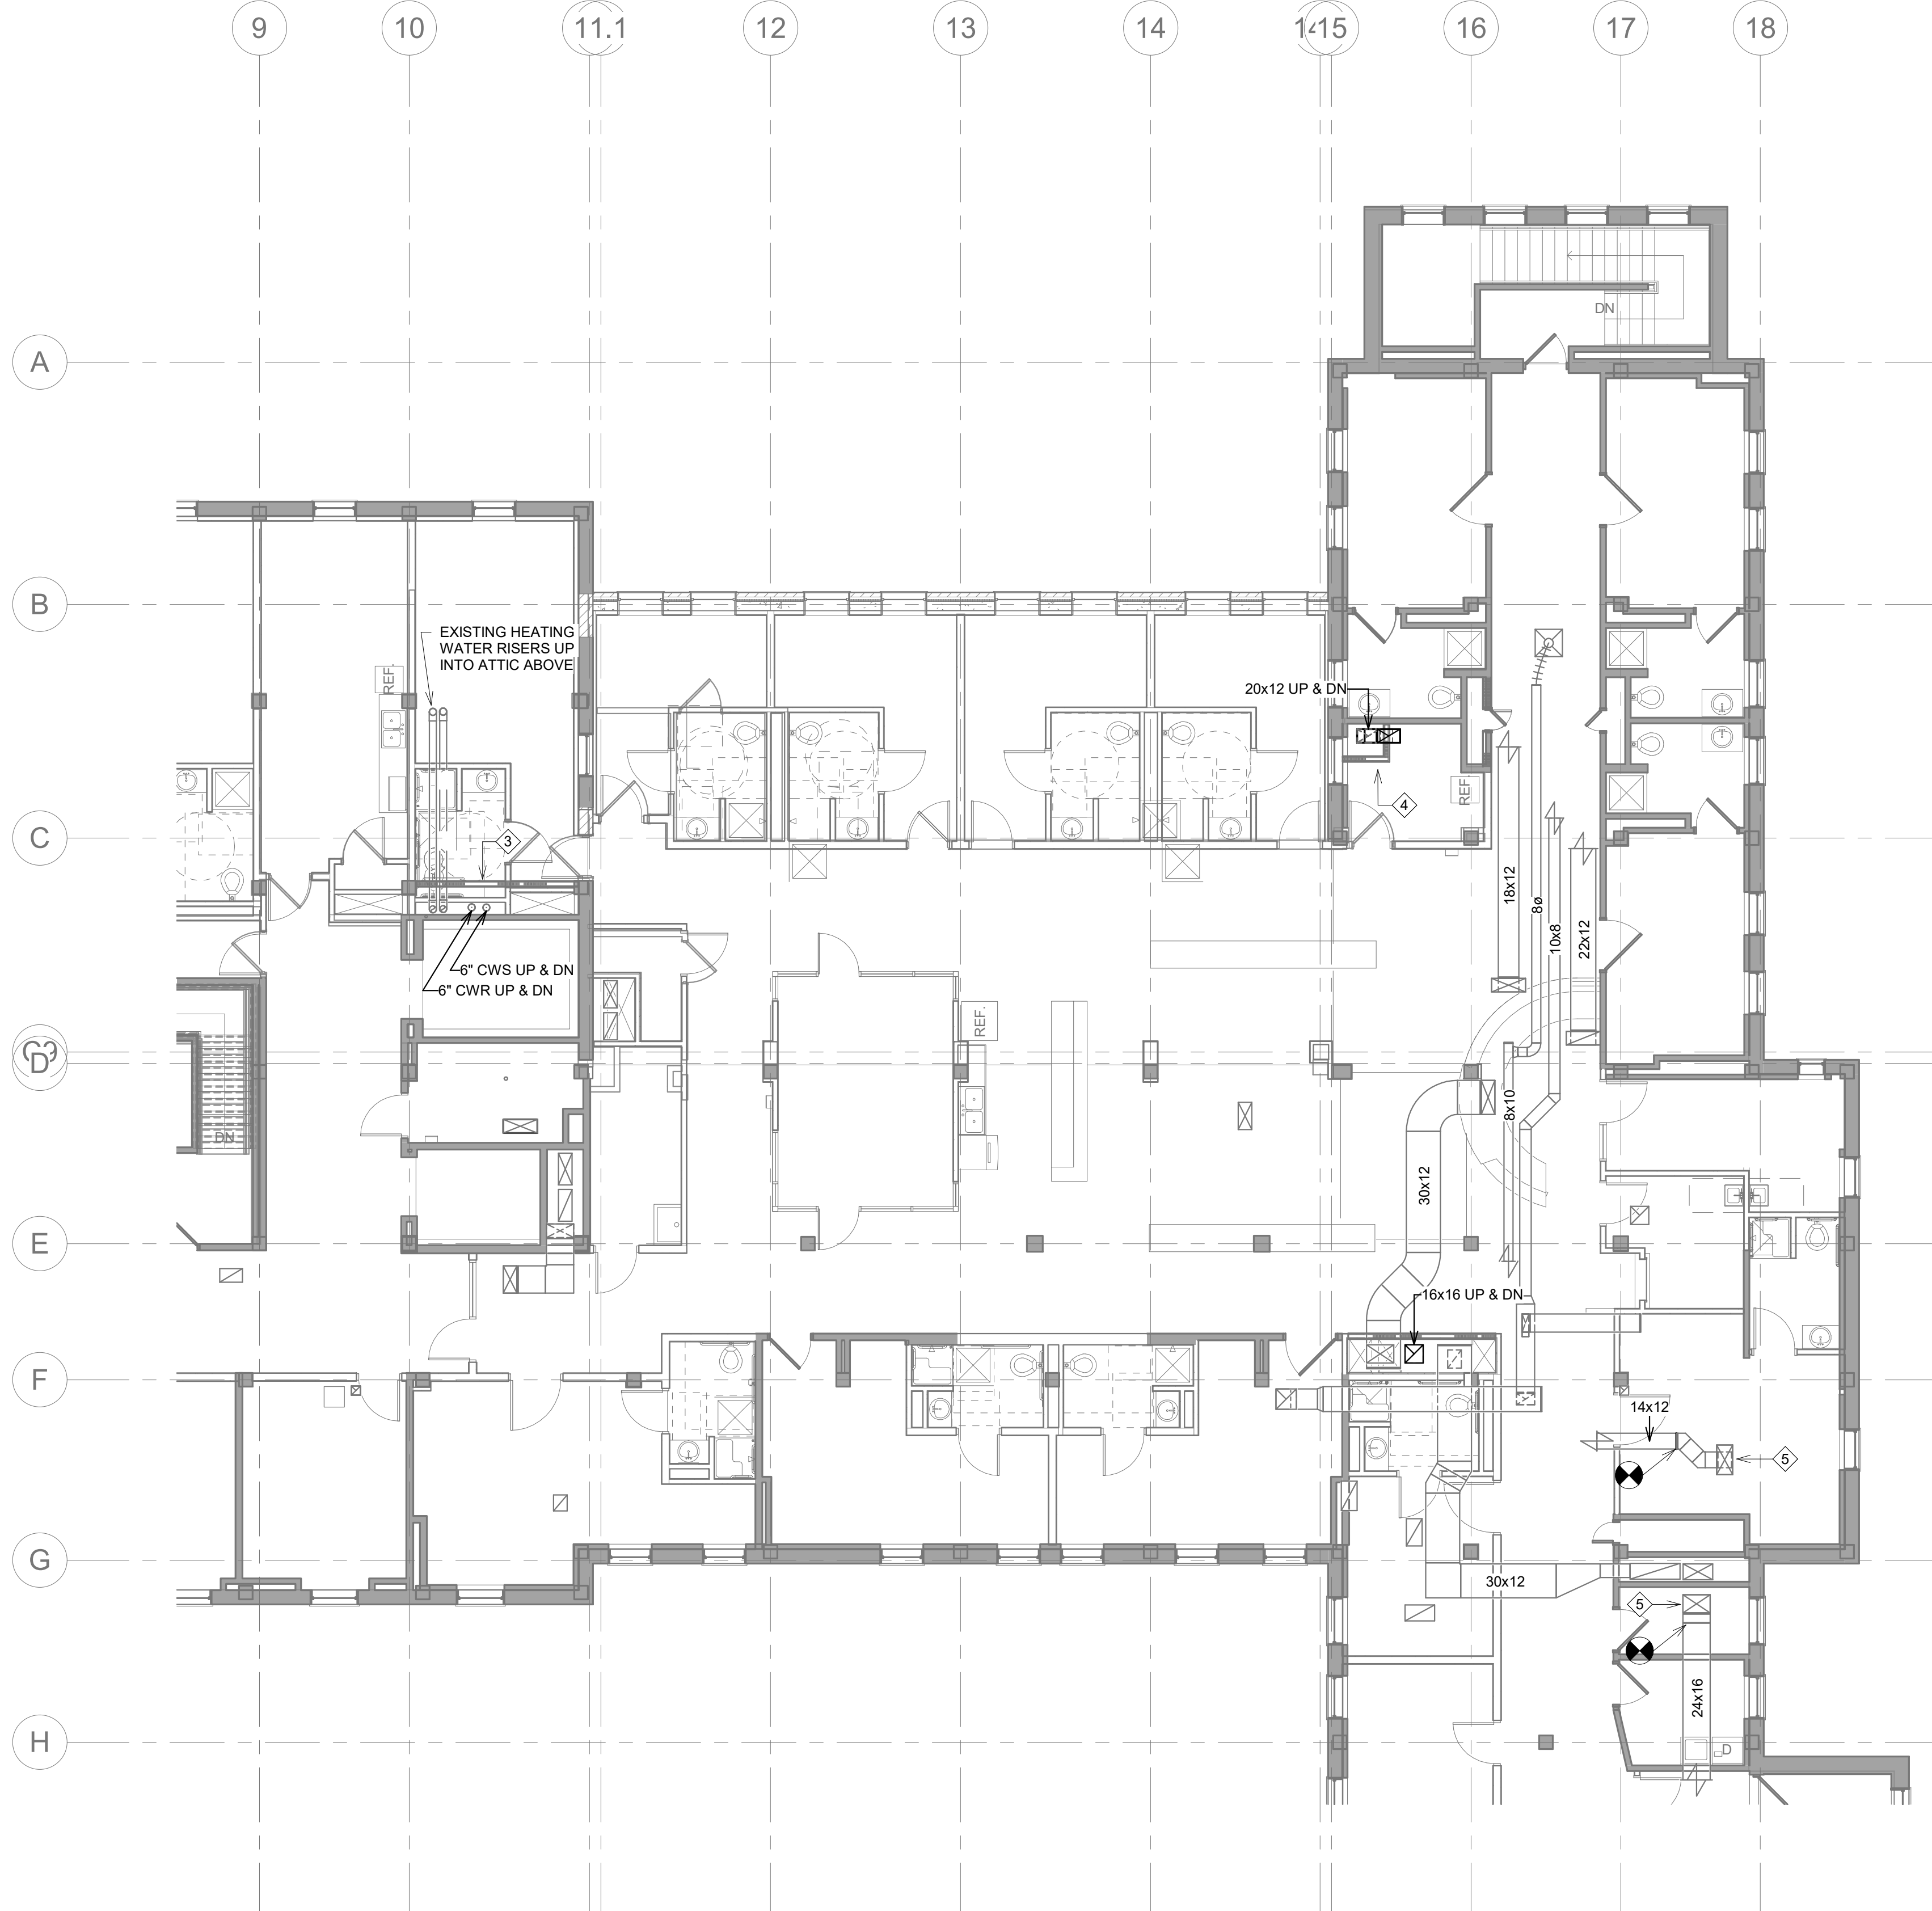 9
10
11.1
12
13
14
15
16
17
18
A
DN
B
EXISTING HEATING
WATER RISERS UP
INTO ATTIC ABOVE
REF.
20x12 UP & DN
4
REF.
C
3
18x12
8ø
10x8
22x12
6" CWS UP & DN
6" CWR UP & DN
REF.
D
8x10
DN
30x12
E
16x16 UP & DN
F
14x12
5
G
30x12
5
24x16
H
D